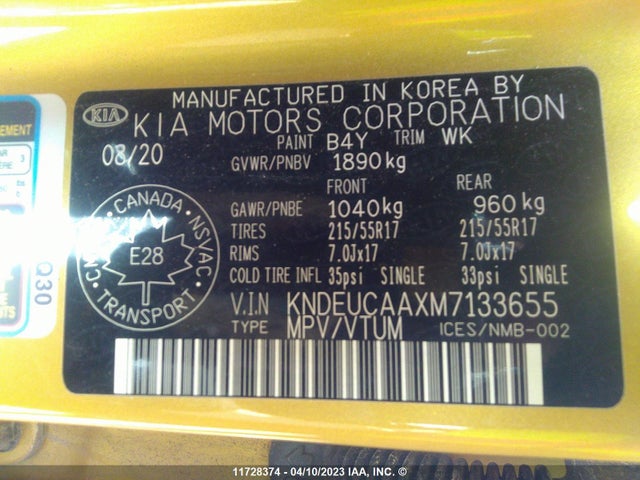 MANUFACTURED IN KOREA BY
KIA KIA MOTORS CORPORATION
08/20 PAINT B4Y TRIM WK
GVWR/PNBV 1890kg
FRONT REAR
GAWR/PNBE 1040kg 960kg
TIRES 215/55R17 215/55R17
RIMS 7.0Jx17 7.0Jx17
COLD TIRE INFL 35psi SINGLE 33psi SINGLE
V.I.N KNDEUCAAXM7133655
TYPE MPV/VTUM ICES/NMB-002
CANADA NSVAC TRANSPORT
E28
EMENT
030
11728374 - 04/10/2023 IAA, INC. ©